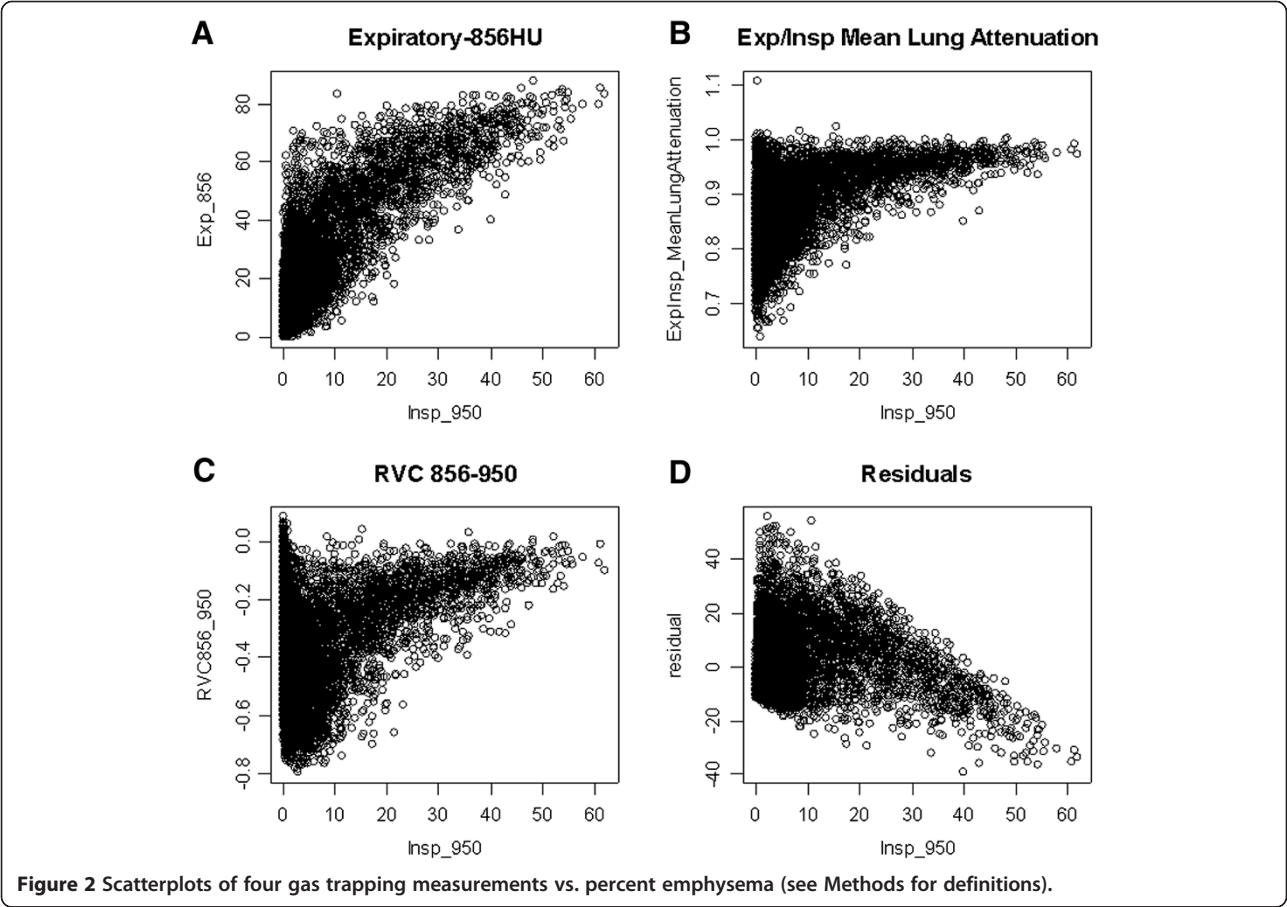 A
Expiratory-856HU
Exp_856
0 20 40 60 80
0 10 20 30 40 50 60
Insp_950
B
Exp/Insp Mean Lung Attenuation
ExpInsp_MeanLungAttenuation
0.7 0.8 0.9 1.0 1.1
0 10 20 30 40 50 60
Insp_950
C
RVC 856-950
RVC856_950
-0.8 -0.6 -0.4 -0.2 0.0
0 10 20 30 40 50 60
Insp_950
D
Residuals
residual
-40 -20 0 20 40
0 10 20 30 40 50 60
Insp_950
Figure 2 Scatterplots of four gas trapping measurements vs. percent emphysema (see Methods for definitions).